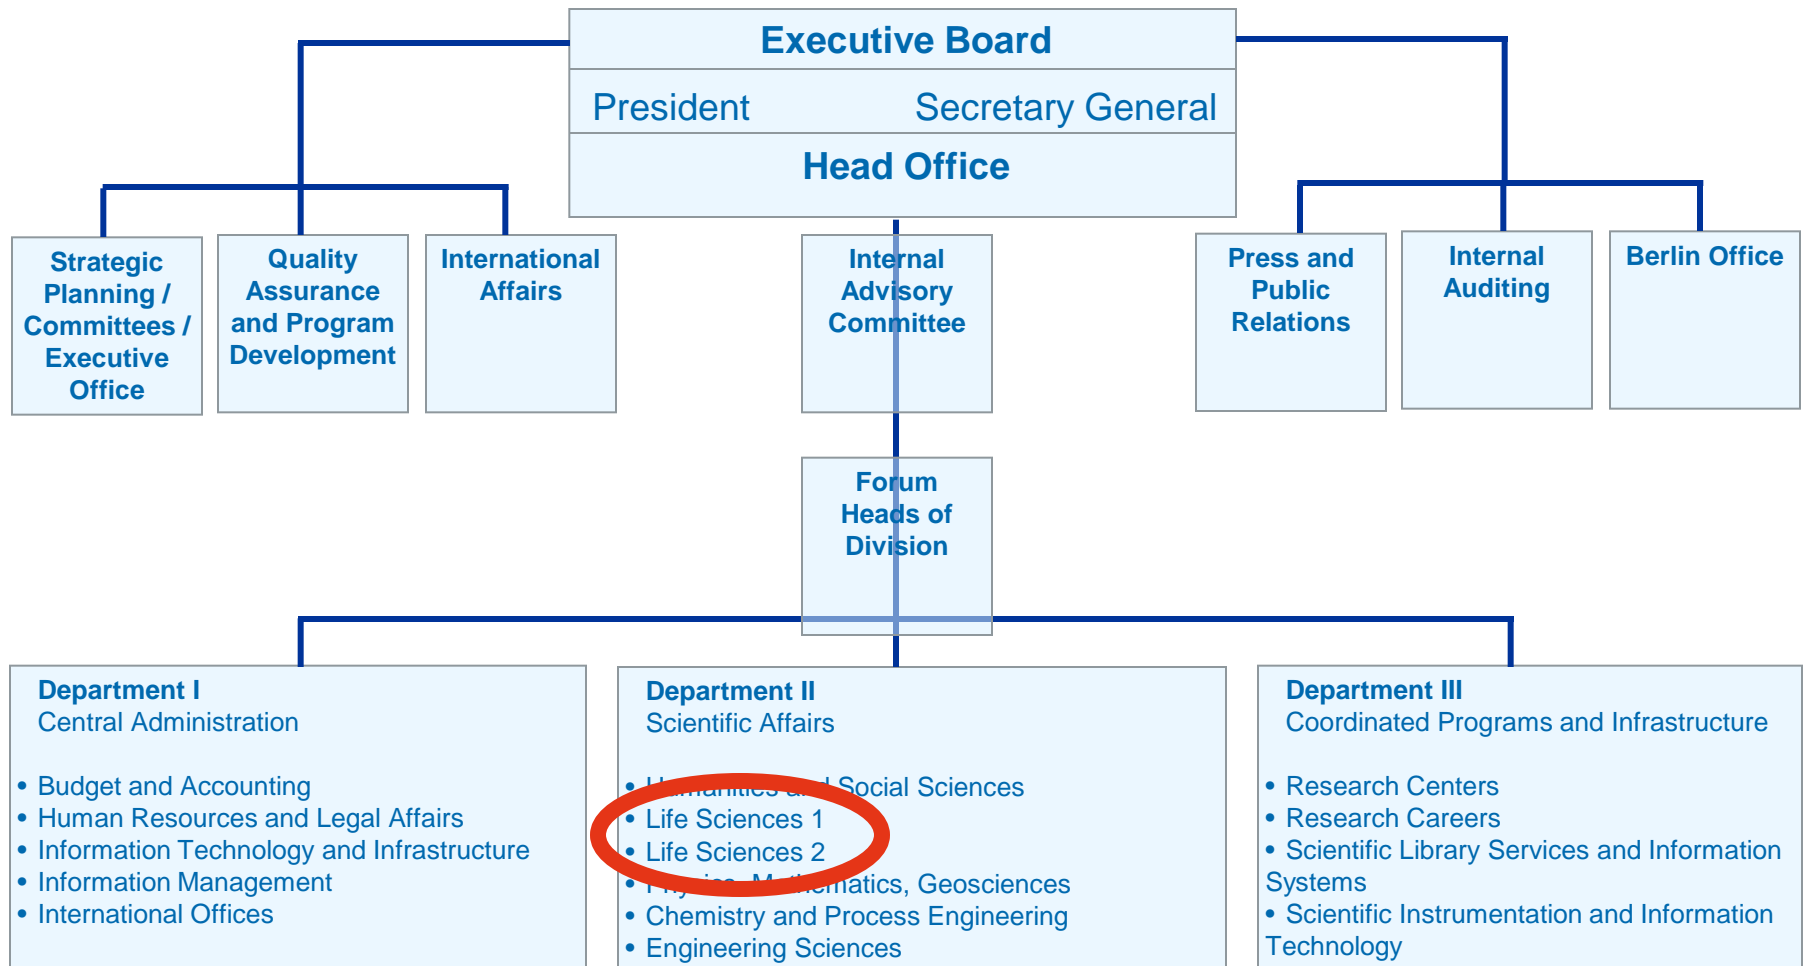 Executive Board
President Secretary General
Head Office
Strategic
Planning /
Committees /
Executive
Office
Quality
Assurance
and Program
Development
International
Affairs
Internal
Advisory
Committee
Press and
Public
Relations
Internal
Auditing
Berlin Office
Forum
Heads of
Division
Department I
Central Administration
• Budget and Accounting
• Human Resources and Legal Affairs
• Information Technology and Infrastructure
• Information Management
• International Offices
Department II
Scientific Affairs
• Humanities and Social Sciences
• Life Sciences 1
• Life Sciences 2
• Physics, Mathematics, Geosciences
• Chemistry and Process Engineering
• Engineering Sciences
Department III
Coordinated Programs and Infrastructure
• Research Centers
• Research Careers
• Scientific Library Services and Information
Systems
• Scientific Instrumentation and Information
Technology